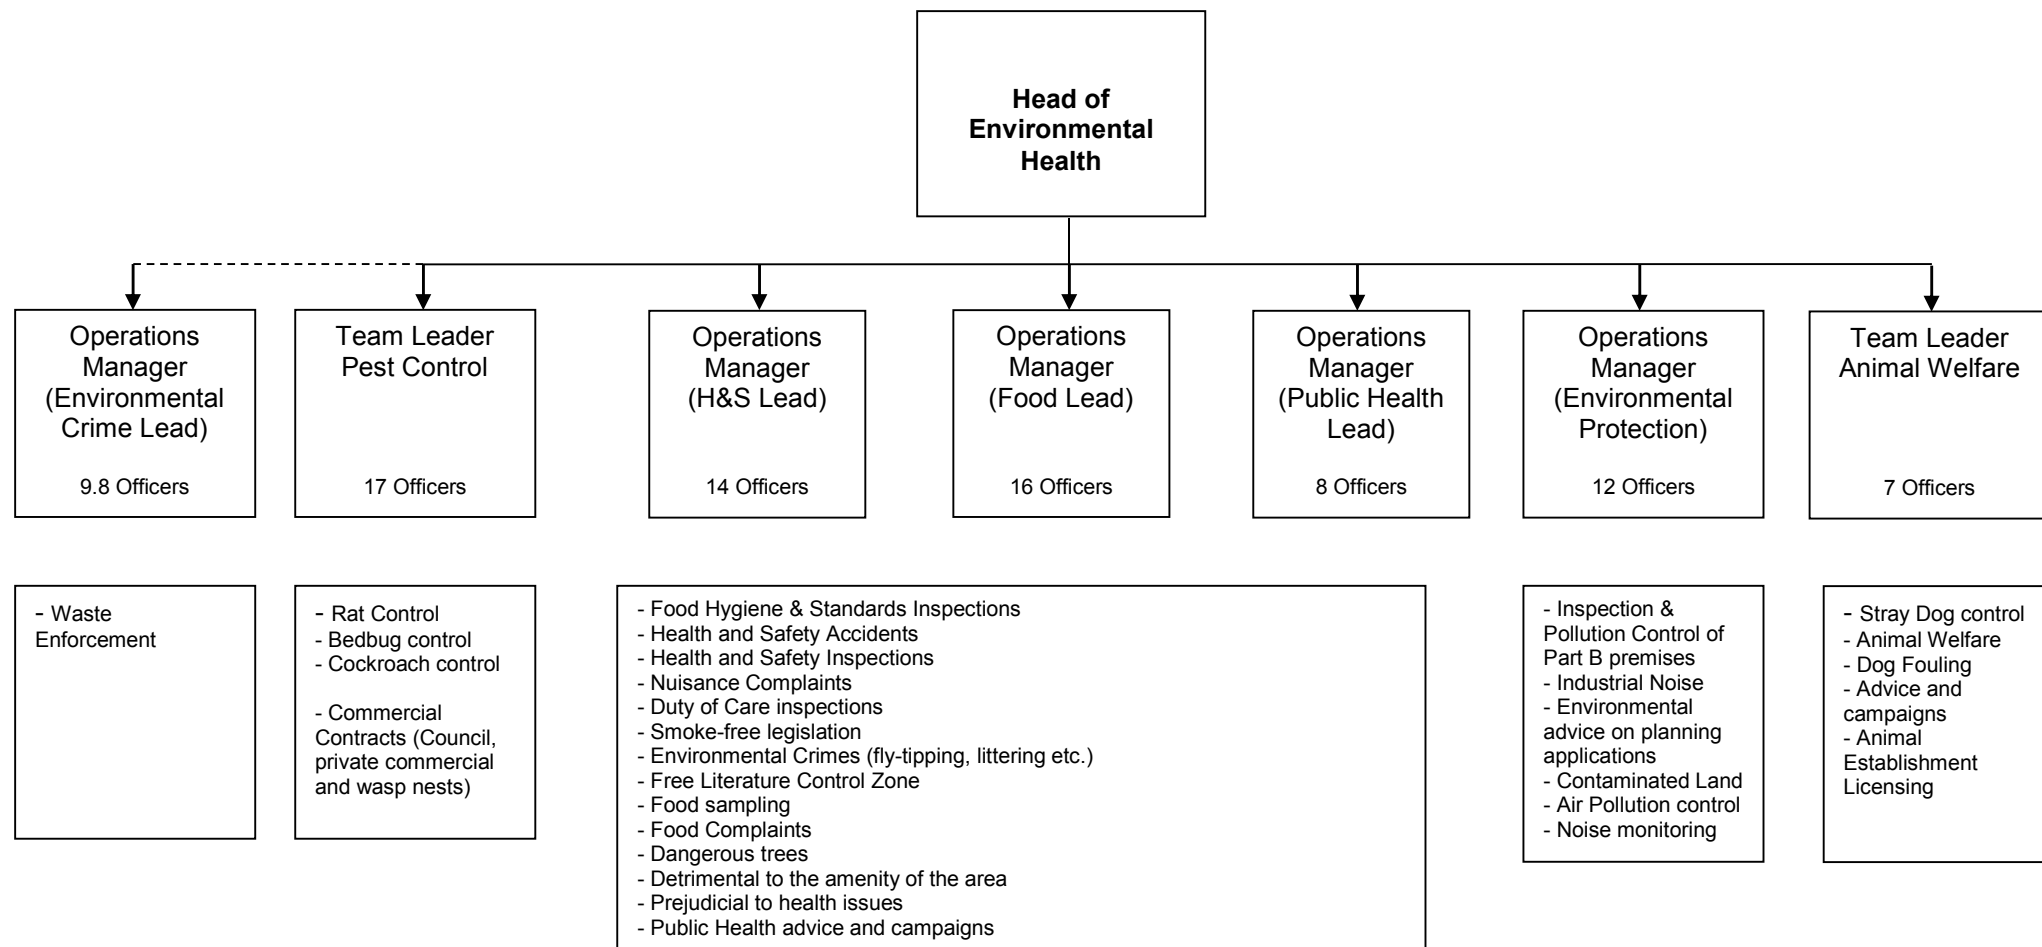 Head of
Environmental
Health
Operations
Manager
(Environmental
Crime Lead)
9.8 Officers
Team Leader
Pest Control
17 Officers
Operations
Manager
(H&S Lead)
14 Officers
Operations
Manager
(Food Lead)
16 Officers
Operations
Manager
(Public Health
Lead)
8 Officers
Operations
Manager
(Environmental
Protection)
12 Officers
Team Leader
Animal Welfare
7 Officers
- Waste
Enforcement
- Rat Control
- Bedbug control
- Cockroach control
- Commercial
Contracts (Council,
private commercial
and wasp nests)
- Food Hygiene & Standards Inspections
- Health and Safety Accidents
- Health and Safety Inspections
- Nuisance Complaints
- Duty of Care inspections
- Smoke-free legislation
- Environmental Crimes (fly-tipping, littering etc.)
- Free Literature Control Zone
- Food sampling
- Food Complaints
- Dangerous trees
- Detrimental to the amenity of the area
- Prejudicial to health issues
- Public Health advice and campaigns
- Inspection &
Pollution Control of
Part B premises
- Industrial Noise
- Environmental
advice on planning
applications
- Contaminated Land
- Air Pollution control
- Noise monitoring
- Stray Dog control
- Animal Welfare
- Dog Fouling
- Advice and
campaigns
- Animal
Establishment
Licensing